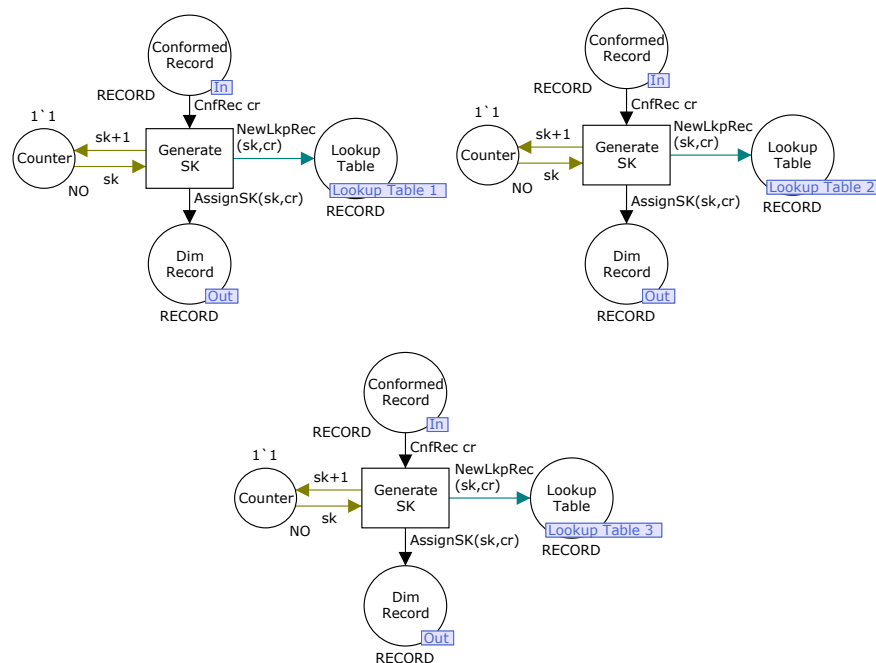 Conformed
Record
In
RECORD
CnfRec cr
1`1
Counter
NO
sk+1
sk
Generate
SK
NewLkpRec
(sk,cr)
Lookup
Table
Lookup Table 1
RECORD
AssignSK(sk,cr)
Dim
Record
Out
RECORD
Conformed
Record
In
RECORD
CnfRec cr
1`1
Counter
NO
sk+1
sk
Generate
SK
NewLkpRec
(sk,cr)
Lookup
Table
Lookup Table 2
RECORD
AssignSK(sk,cr)
Dim
Record
Out
RECORD
Conformed
Record
In
RECORD
CnfRec cr
1`1
Counter
NO
sk+1
sk
Generate
SK
NewLkpRec
(sk,cr)
Lookup
Table
Lookup Table 3
RECORD
AssignSK(sk,cr)
Dim
Record
Out
RECORD